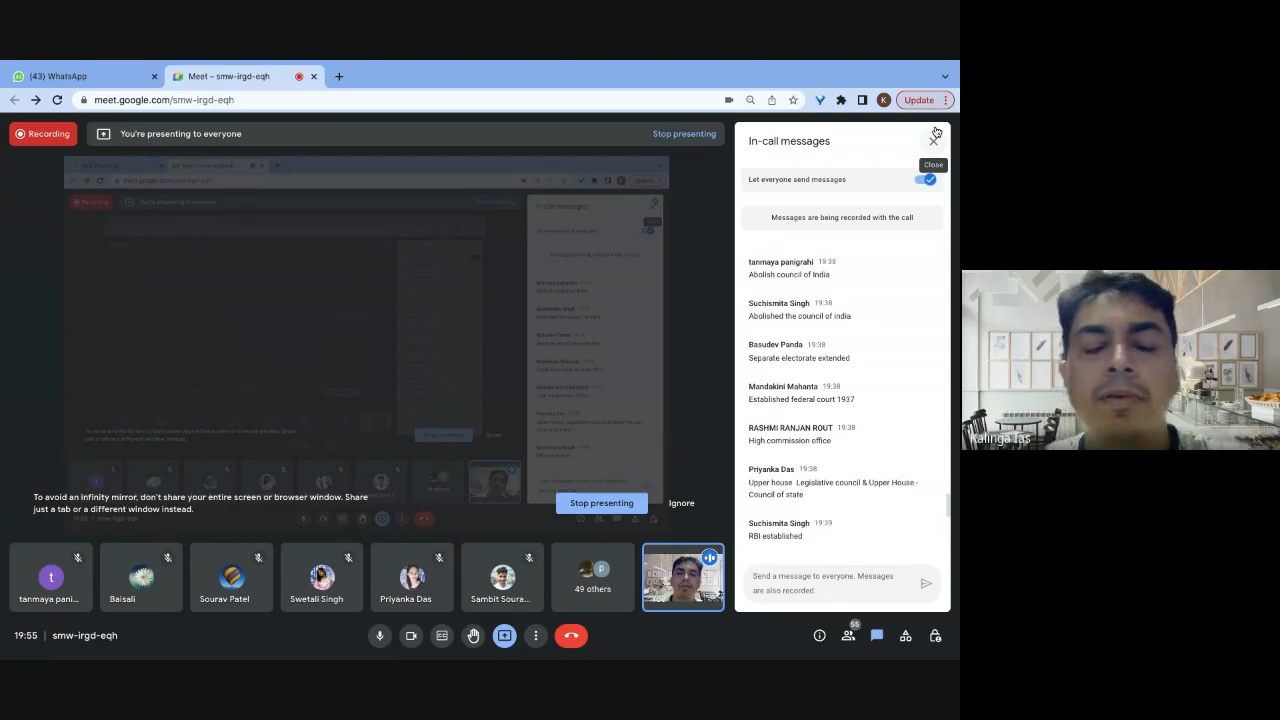 (43) WhatsApp
Meet – smw-irgd-eqh
meet.google.com/smw-irgd-eqh
K
Update
Recording
You're presenting to everyone
Stop presenting
In-call messages
Close
Let everyone send messages
Messages are being recorded with the call
tanmaya panigrahi 19:38
Abolish council of India
Suchismita Singh 19:38
Abolished the council of india
Basudev Panda 19:38
Separate electorate extended
Mandakini Mahanta 19:38
Established federal court 1937
RASHMI RANJAN ROUT 19:38
High commission office
Priyanka Das 19:38
Upper house Legislative council & Upper House -
Council of state
Suchismita Singh 19:39
RBI established
Send a message to everyone. Messages
are also recorded.
To avoid an infinity mirror, don't share your entire screen or browser window. Share
just a tab or a different window instead.
Stop presenting
Ignore
t
p
tanmaya pani...
Baisali
Sourav Patel
Swetali Singh
Priyanka Das
Sambit Soura...
49 others
19:55 | smw-irgd-eqh
55
Kalinga Ias